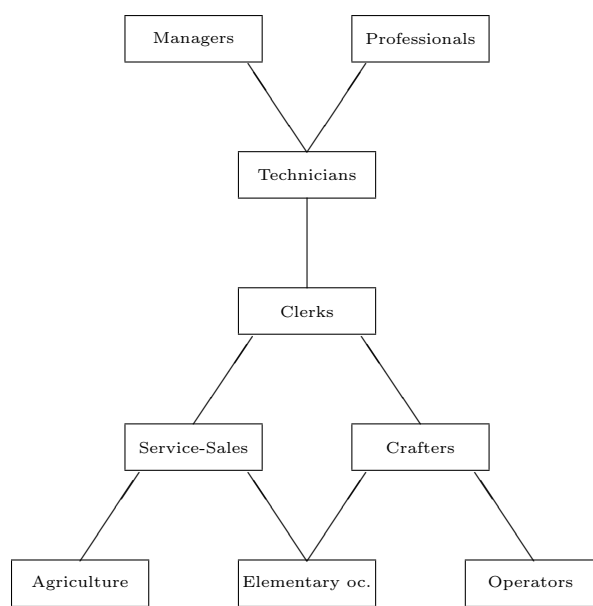 Managers
Professionals
Technicians
Clerks
Service-Sales
Crafters
Agriculture
Elementary oc.
Operators